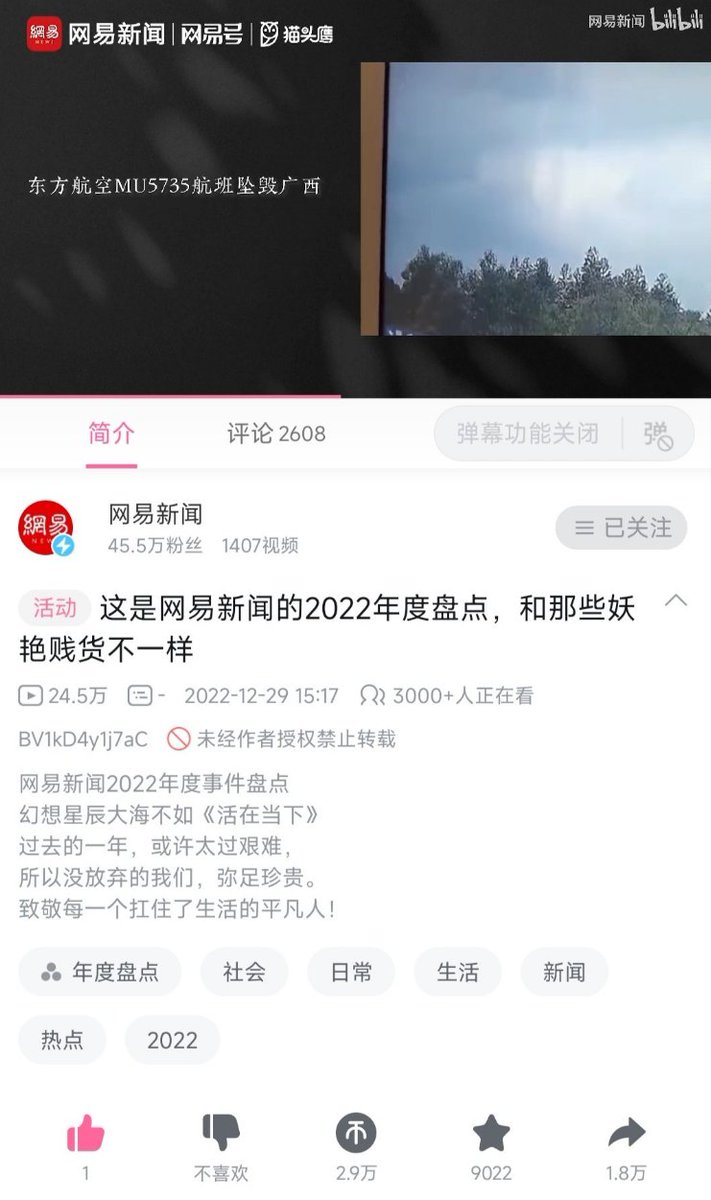 網易 NEWS 网易新闻 | 网易号 | 猫头鹰
网易新闻 bilibili
东方航空MU5735航班坠毁广西
简介
评论 2608
弹幕功能关闭
弹
網易 NEWS
网易新闻
45.5万粉丝 1407视频
已关注
活动 这是网易新闻的2022年度盘点，和那些妖
艳贱货不一样
24.5万 - 2022-12-29 15:17 3000+人正在看
BV1kD4y1j7aC 未经作者授权禁止转载
网易新闻2022年度事件盘点
幻想星辰大海不如《活在当下》
过去的一年，或许太过艰难，
所以没放弃的我们，弥足珍贵。
致敬每一个扛住了生活的平凡人！
年度盘点 社会 日常 生活 新闻
热点 2022
1 不喜欢 2.9万 9022 1.8万